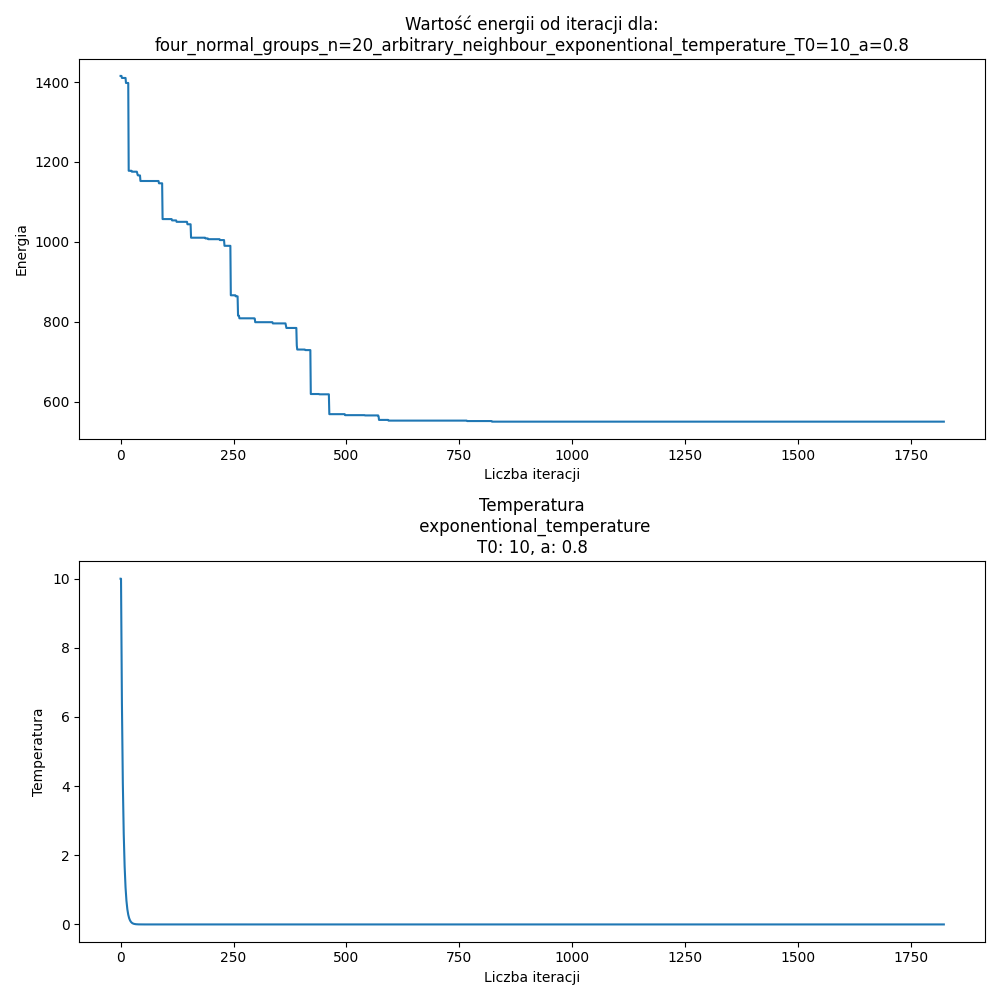 Wartość energii od iteracji dla:
four_normal_groups_n=20_arbitrary_neighbour_exponentional_temperature_T0=10_a=0.8
1400
1200
1000
800
600
Energia
0 250 500 750 1000 1250 1500 1750
Liczba iteracji
Temperatura
exponentional_temperature
T0: 10, a: 0.8
10
8
6
4
2
0
Temperatura
0 250 500 750 1000 1250 1500 1750
Liczba iteracji